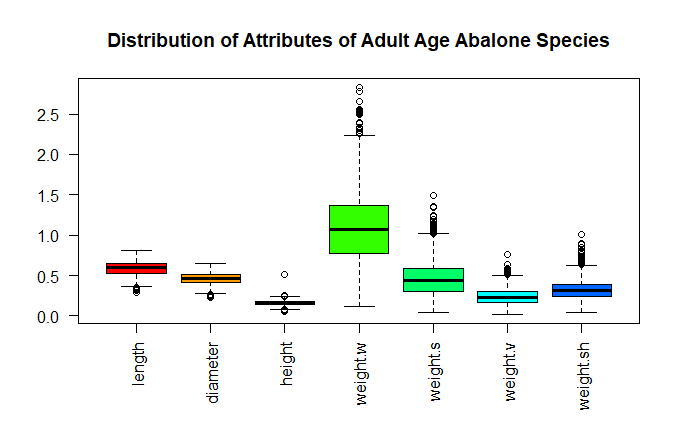 Distribution of Attributes of Adult Age Abalone Species
2.5
2.0
1.5
1.0
0.5
0.0
length
diameter
height
weight.w
weight.s
weight.v
weight.sh